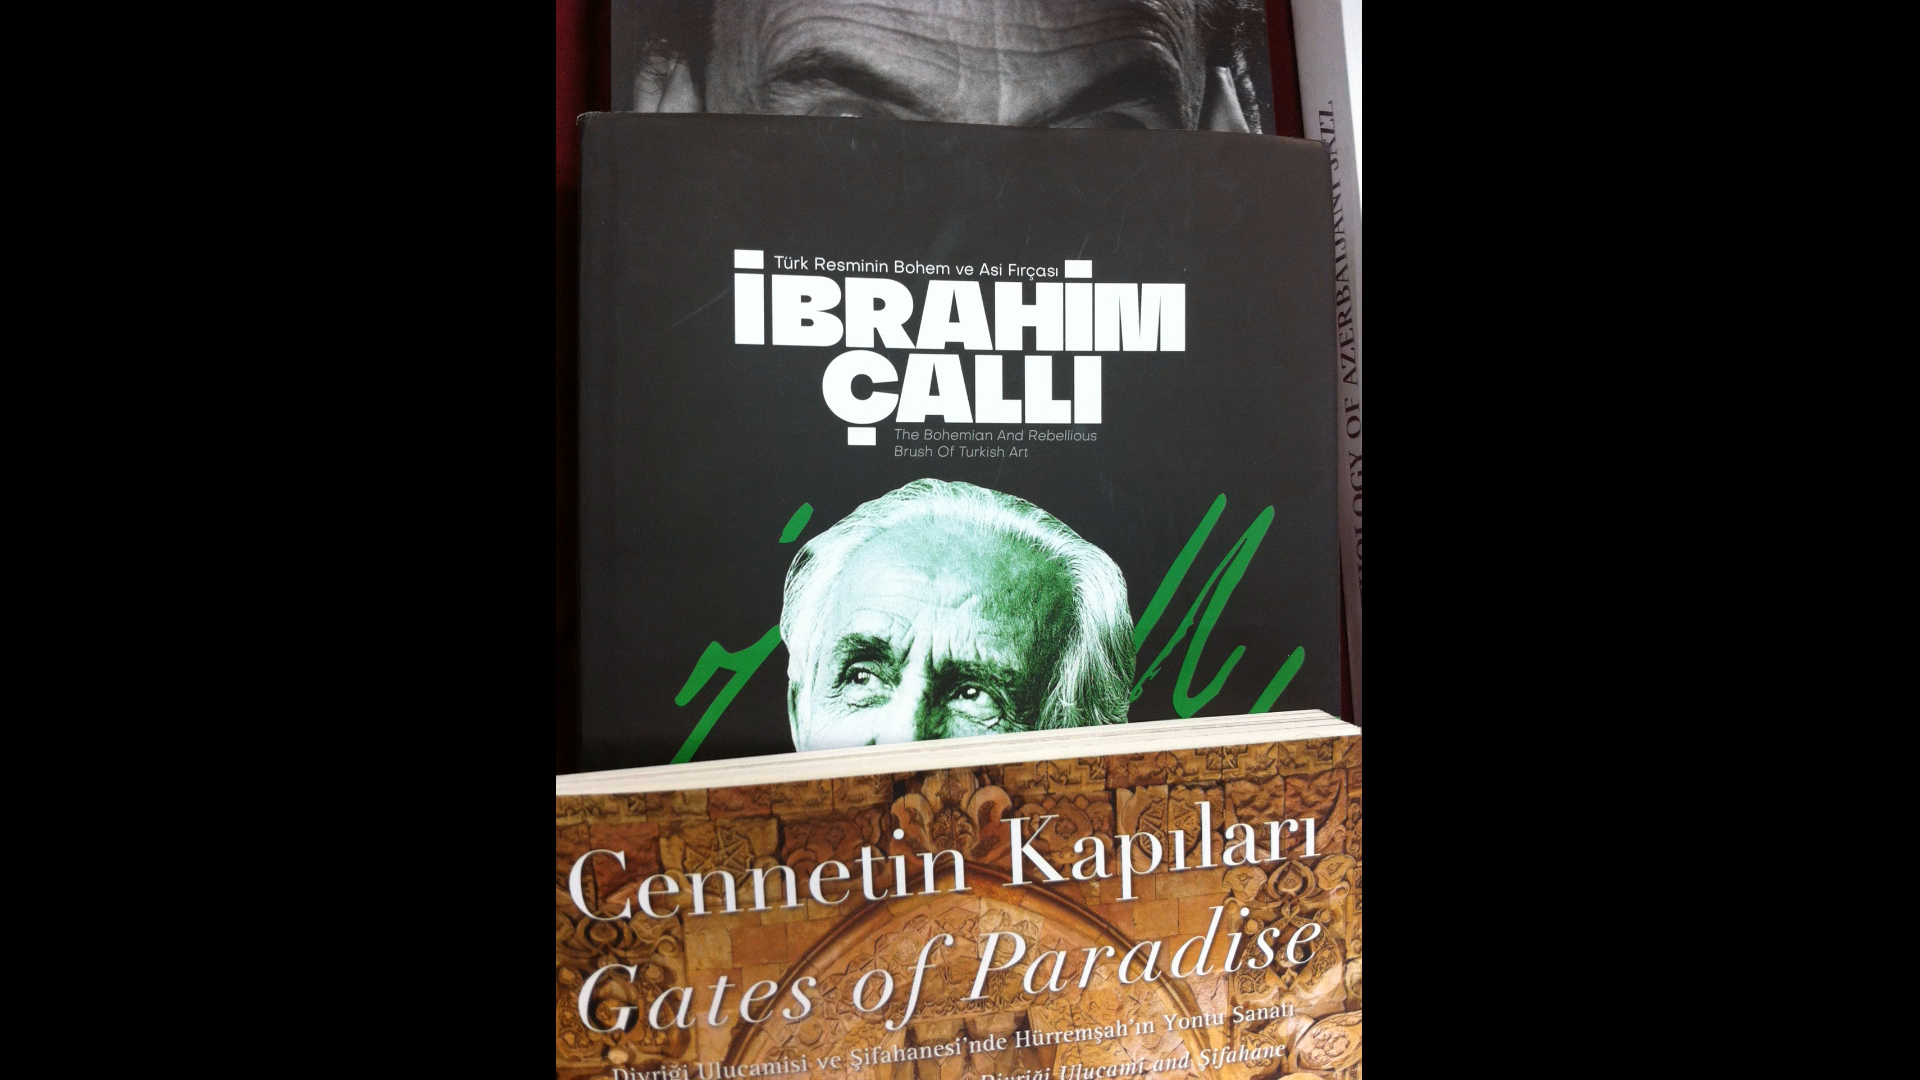 Türk Resminin Bohem ve Asi Fırçası
İBRAHİM
ÇALLI
The Bohemian And Rebellious
Brush Of Turkish Art
OLOGY OF AZERBAIJANI JAZZ
Cennetin Kapıları
Gates of Paradise
Divriği Ulucamisi ve Şifahanesi'nde Hürremşah'ın Yontu Sanatı
Divriği Ulucami and Şifahane